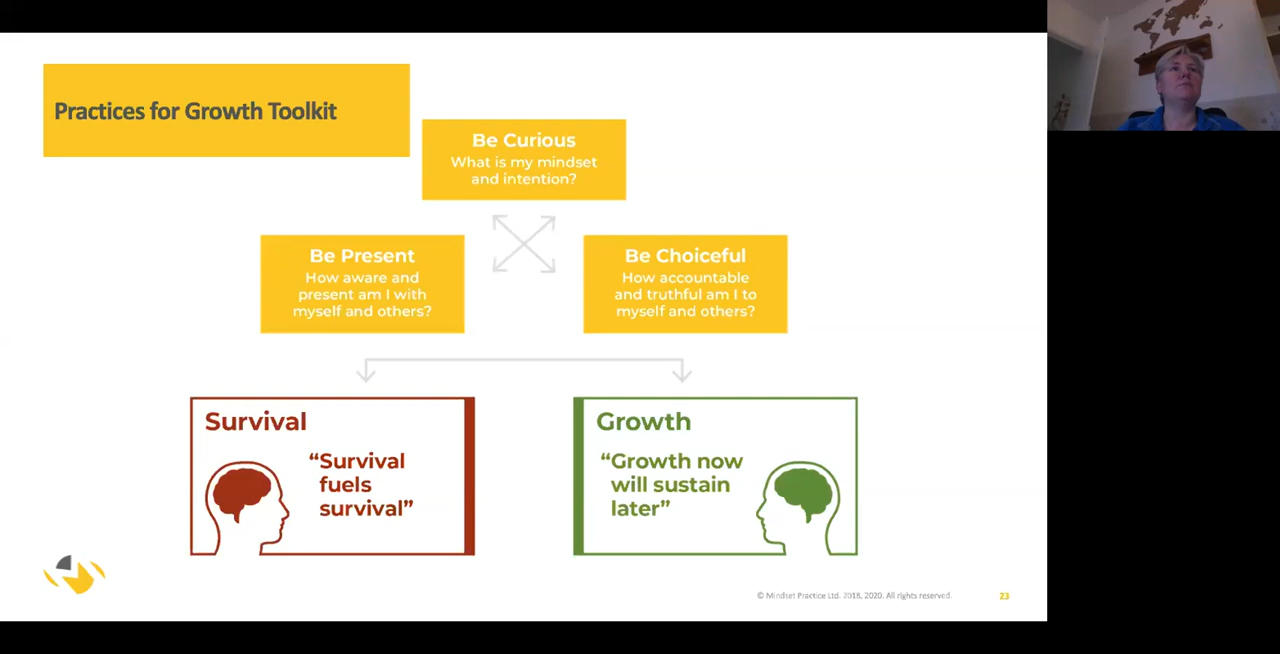 Practices for Growth Toolkit
Be Curious
What is my mindset
and intention?
Be Present
How aware and
present am I with
myself and others?
Be Choiceful
How accountable
and truthful am I to
myself and others?
Survival
“Survival
fuels
survival”
Growth
“Growth now
will sustain
later”
© Mindset Practice Ltd. 2018, 2020. All rights reserved.
23